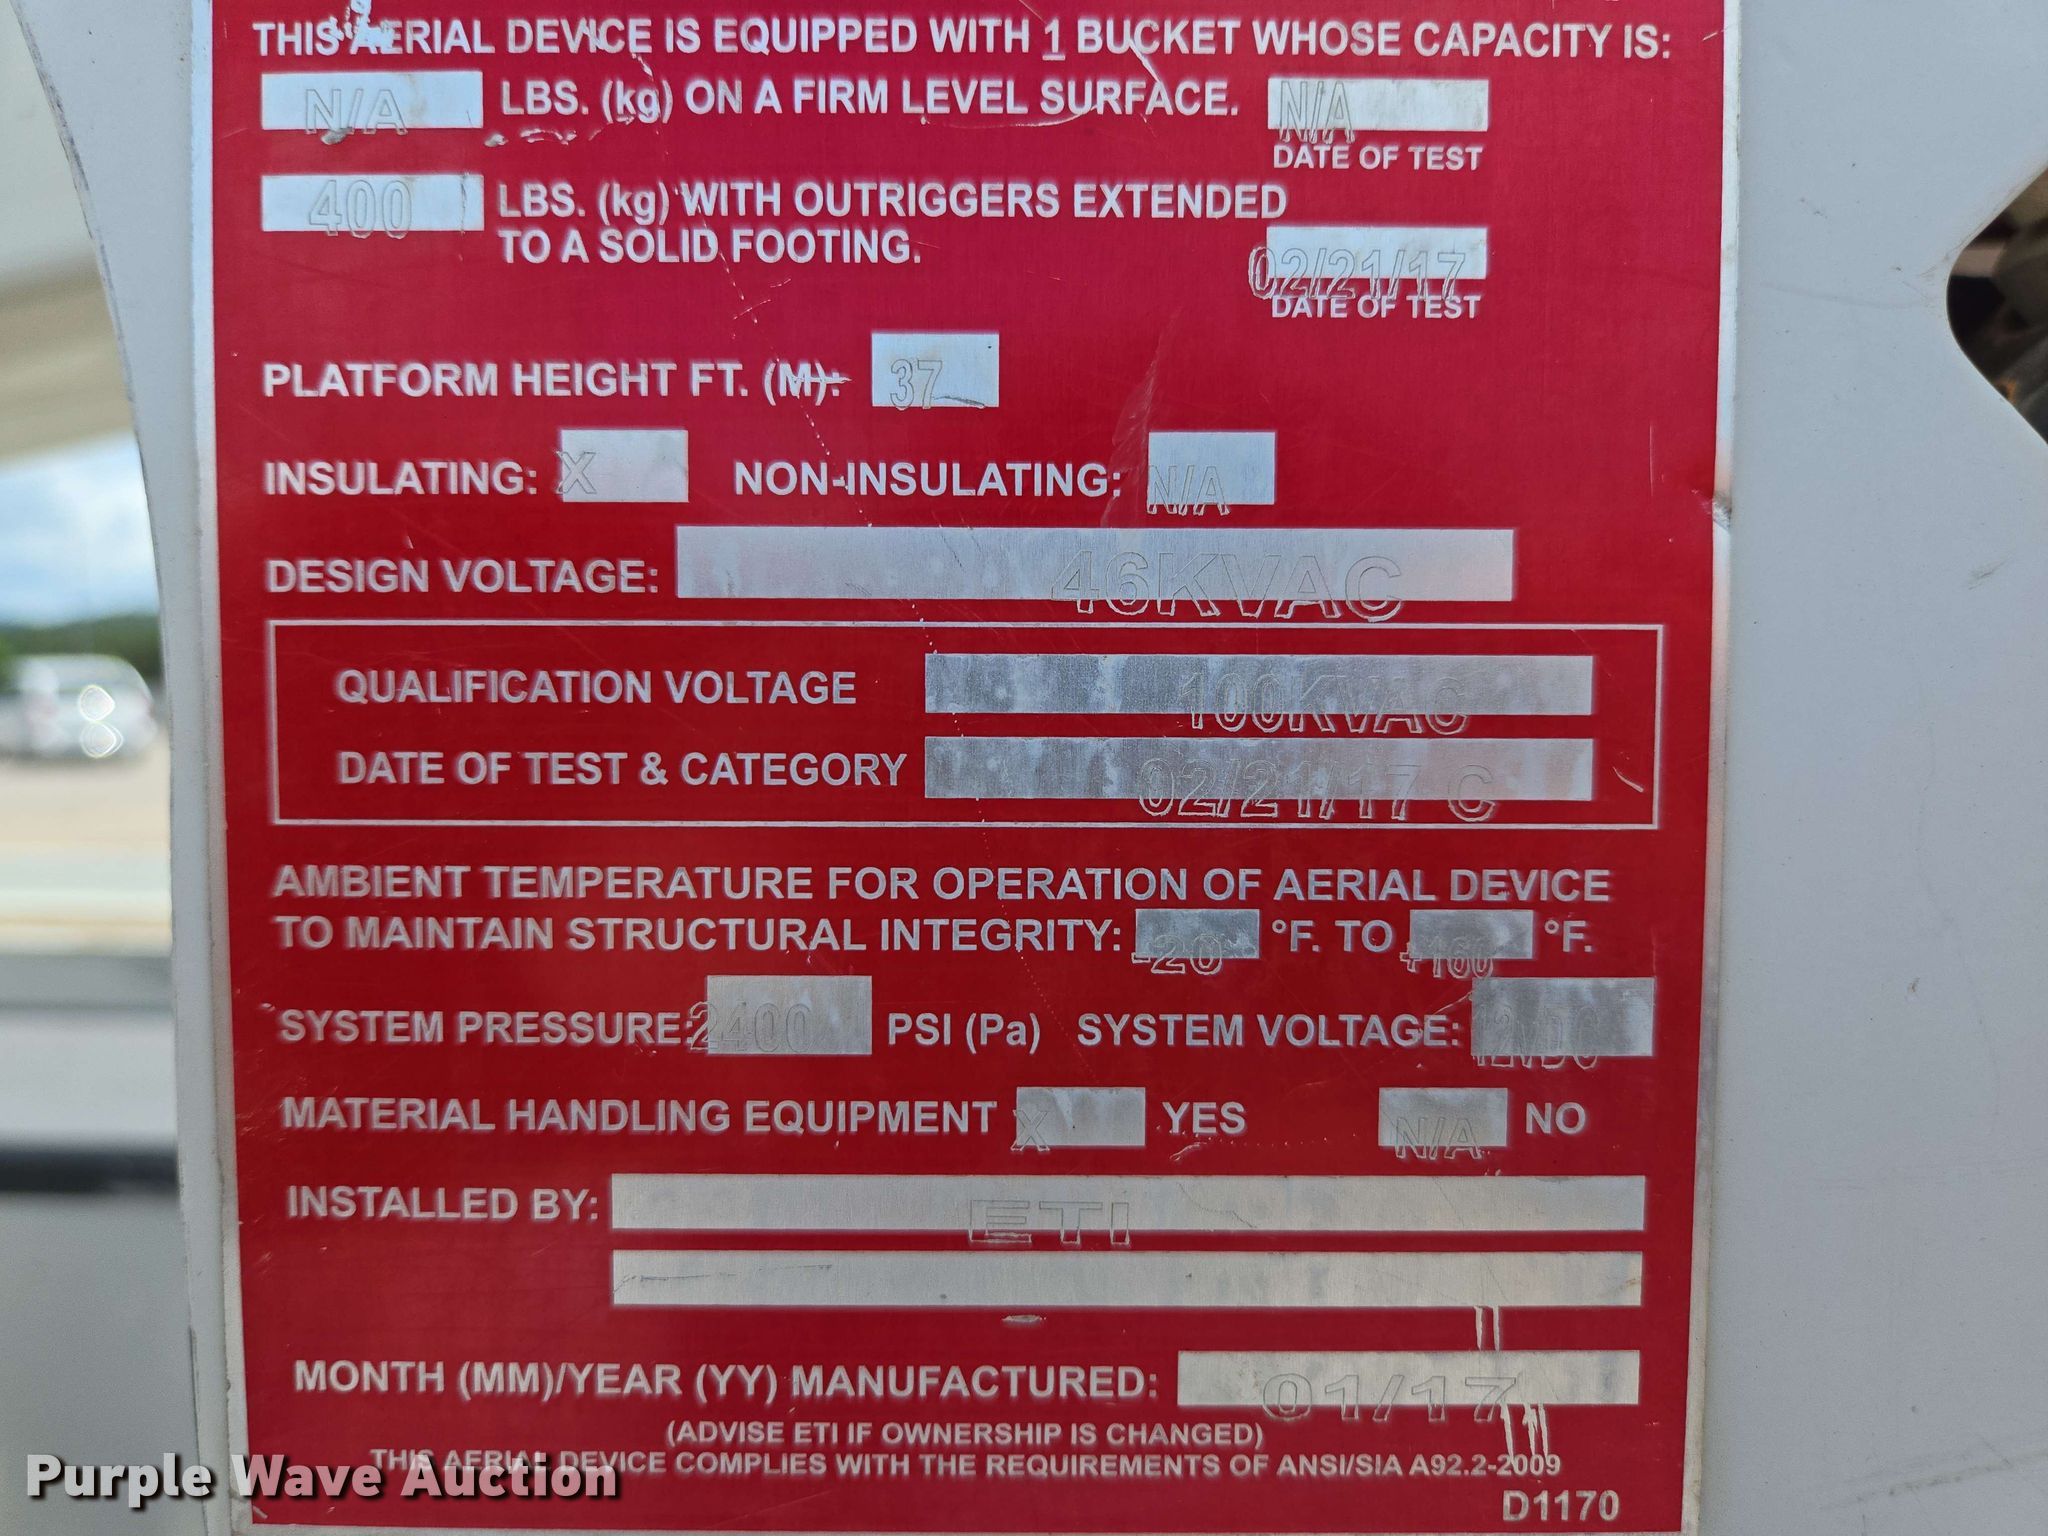 THIS AERIAL DEVICE IS EQUIPPED WITH 1 BUCKET WHOSE CAPACITY IS:
N/A LBS. (kg) ON A FIRM LEVEL SURFACE. N/A
DATE OF TEST
400 LBS. (kg) WITH OUTRIGGERS EXTENDED
TO A SOLID FOOTING. 02/21/17
DATE OF TEST
PLATFORM HEIGHT FT. (M): 37
INSULATING: X NON-INSULATING: N/A
DESIGN VOLTAGE: 46KVAC
QUALIFICATION VOLTAGE 100KVAC
DATE OF TEST & CATEGORY 02/21/17 C
AMBIENT TEMPERATURE FOR OPERATION OF AERIAL DEVICE
TO MAINTAIN STRUCTURAL INTEGRITY: -20 °F. TO +160 °F.
SYSTEM PRESSURE: 2400 PSI (Pa) SYSTEM VOLTAGE: 12VDC
MATERIAL HANDLING EQUIPMENT X YES N/A NO
INSTALLED BY: ETI
MONTH (MM)/YEAR (YY) MANUFACTURED: 01/17
(ADVISE ETI IF OWNERSHIP IS CHANGED)
THIS AERIAL DEVICE COMPLIES WITH THE REQUIREMENTS OF ANSI/SIA A92.2-2009
D1170
Purple Wave Auction